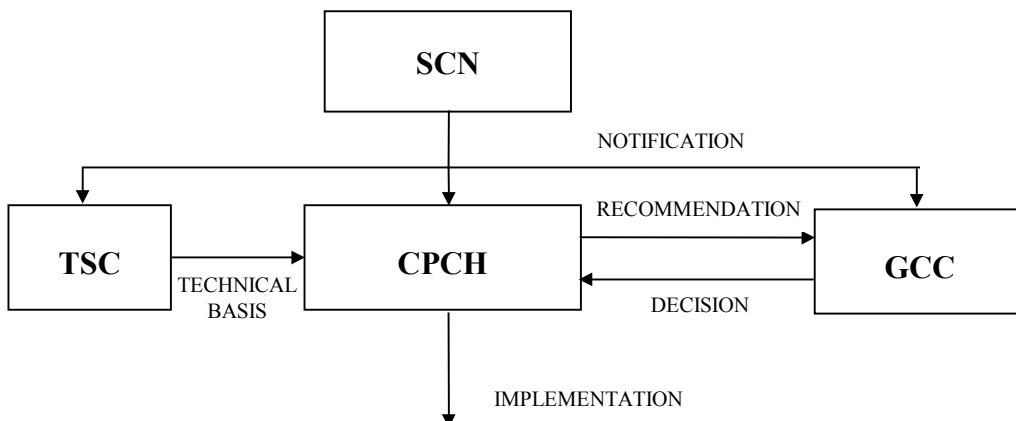 SCN
NOTIFICATION
TSC
TECHNICAL
BASIS
CPCH
RECOMMENDATION
DECISION
GCC
IMPLEMENTATION